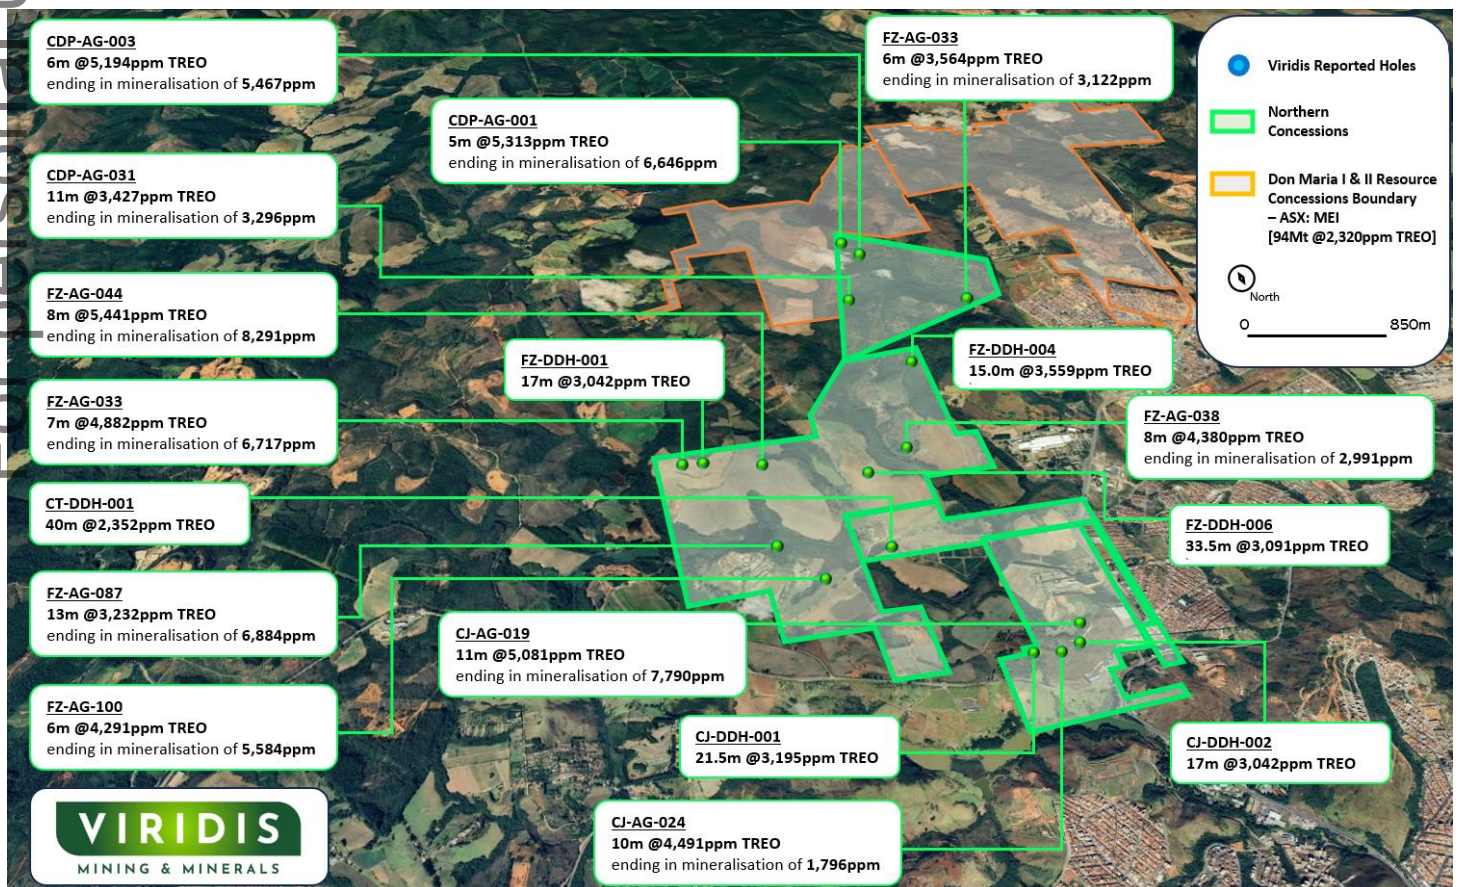 For personal u
CDP-AG-003
6m @5,194ppm TREO
ending in mineralisation of 5,467ppm
FZ-AG-033
6m @3,564ppm TREO
ending in mineralisation of 3,122ppm
CDP-AG-001
5m @5,313ppm TREO
ending in mineralisation of 6,646ppm
CDP-AG-031
11m @3,427ppm TREO
ending in mineralisation of 3,296ppm
FZ-AG-044
8m @5,441ppm TREO
ending in mineralisation of 8,291ppm
FZ-DDH-001
17m @3,042ppm TREO
FZ-DDH-004
15.0m @3,559ppm TREO
FZ-AG-033
7m @4,882ppm TREO
ending in mineralisation of 6,717ppm
FZ-AG-038
8m @4,380ppm TREO
ending in mineralisation of 2,991ppm
CT-DDH-001
40m @2,352ppm TREO
FZ-DDH-006
33.5m @3,091ppm TREO
FZ-AG-087
13m @3,232ppm TREO
ending in mineralisation of 6,884ppm
CJ-AG-019
11m @5,081ppm TREO
ending in mineralisation of 7,790ppm
FZ-AG-100
6m @4,291ppm TREO
ending in mineralisation of 5,584ppm
CJ-DDH-001
21.5m @3,195ppm TREO
CJ-DDH-002
17m @3,042ppm TREO
CJ-AG-024
10m @4,491ppm TREO
ending in mineralisation of 1,796ppm
Viridis Reported Holes
Northern
Concessions
Don Maria I & II Resource
Concessions Boundary
– ASX: MEI
[94Mt @2,320ppm TREO]
North
0 850m
VIRIDIS
MINING & MINERALS